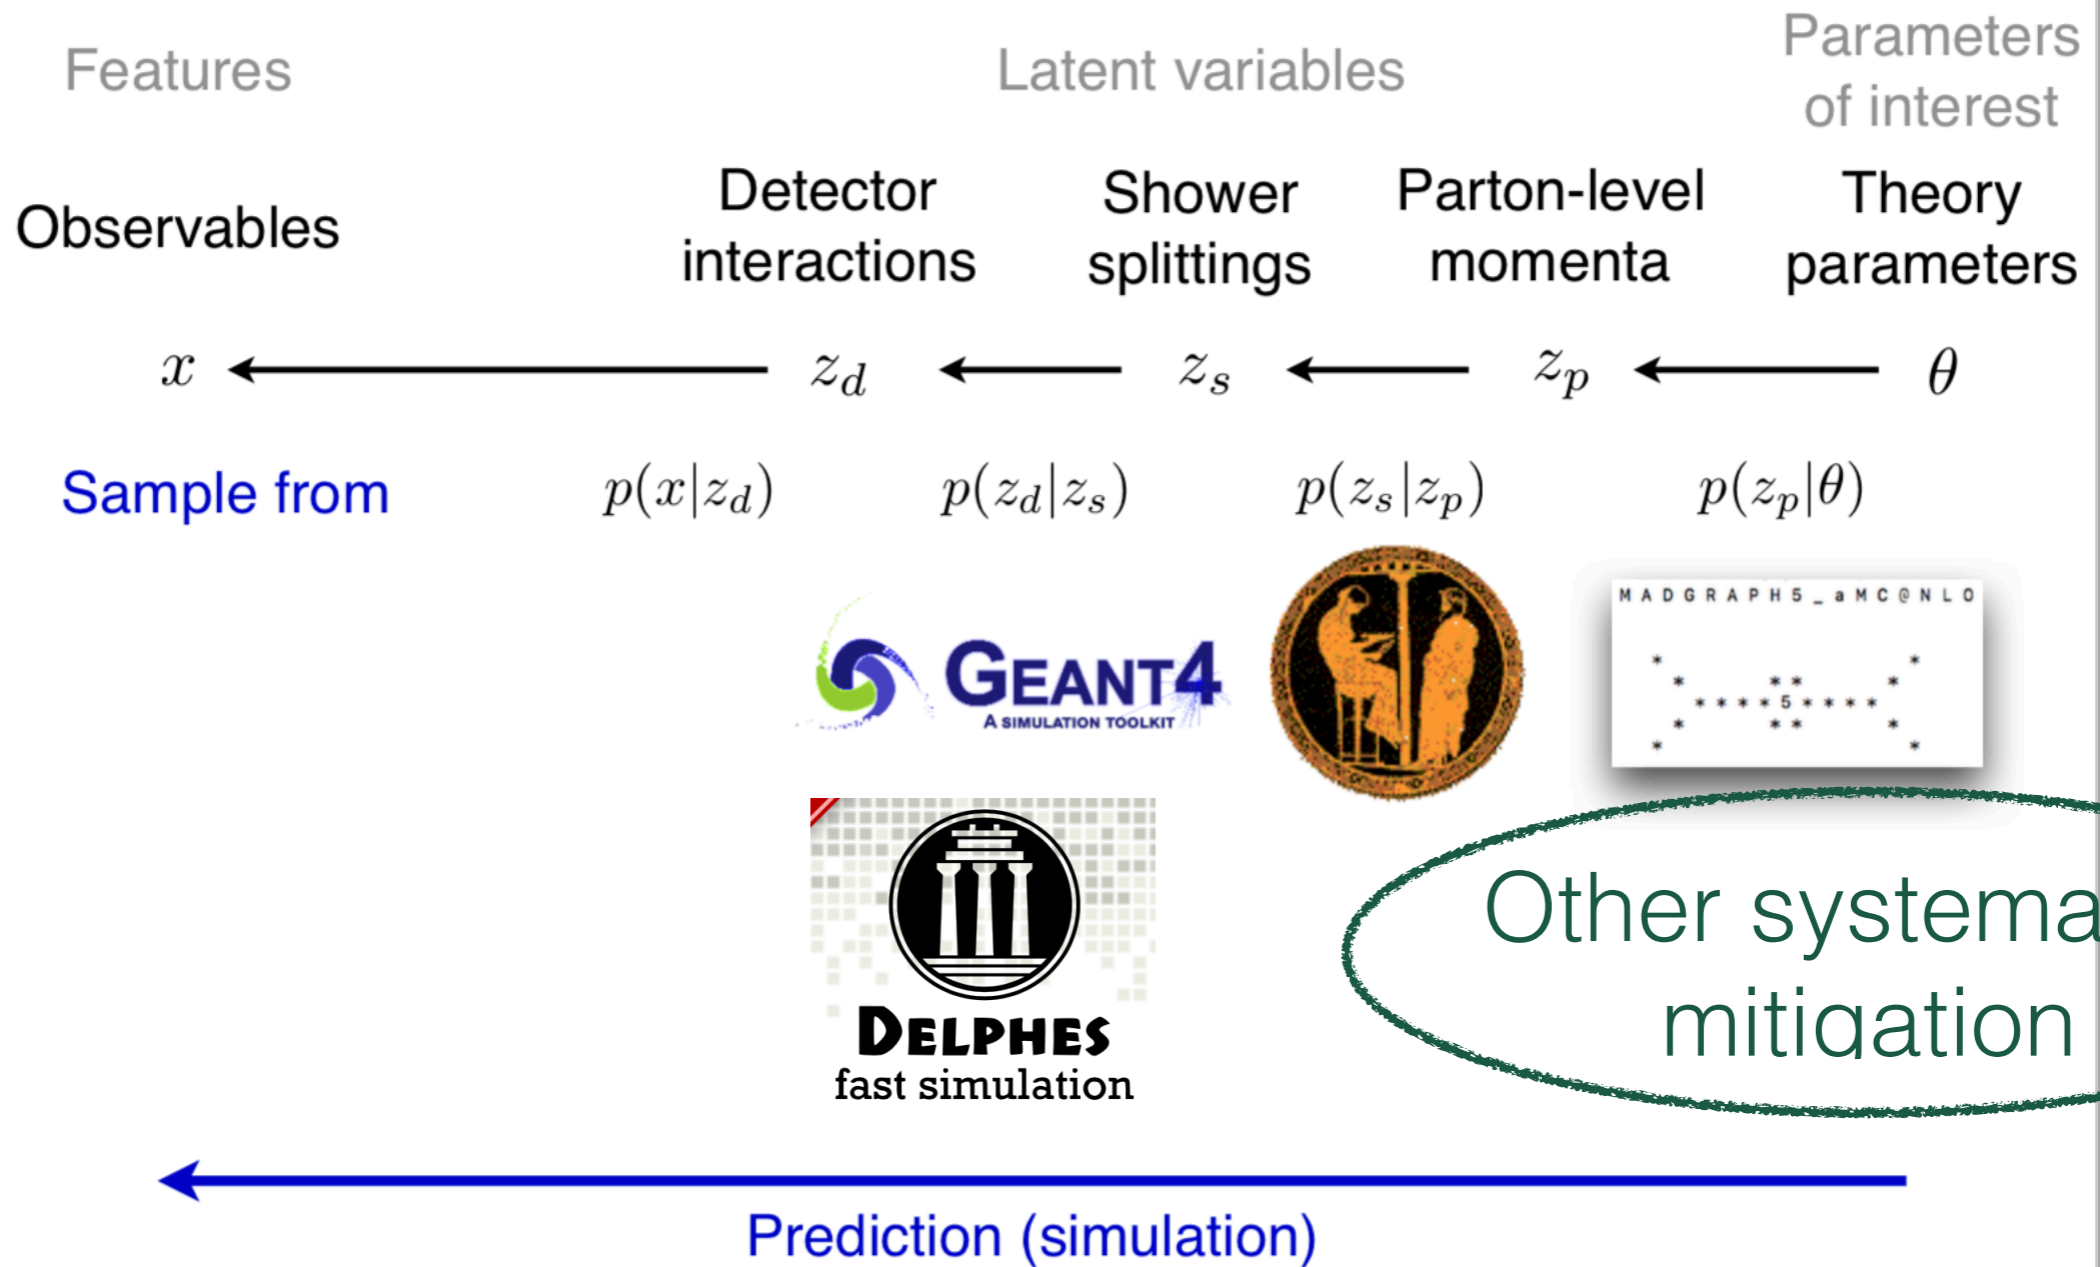 Features
Latent variables
Parameters
of interest
Observables
Detector
interactions
Shower
splittings
Parton-level
momenta
Theory
parameters
x
z_d
z_s
z_p
θ
Sample from
p(x|z_d)
p(z_d|z_s)
p(z_s|z_p)
p(z_p|θ)
GEANT4
A SIMULATION TOOLKIT
MADGRAPH5_aMC@NLO
* *
* ** *
****5****
* ** *
* *
DELPHES
fast simulation
Other systema
mitigation
Prediction (simulation)